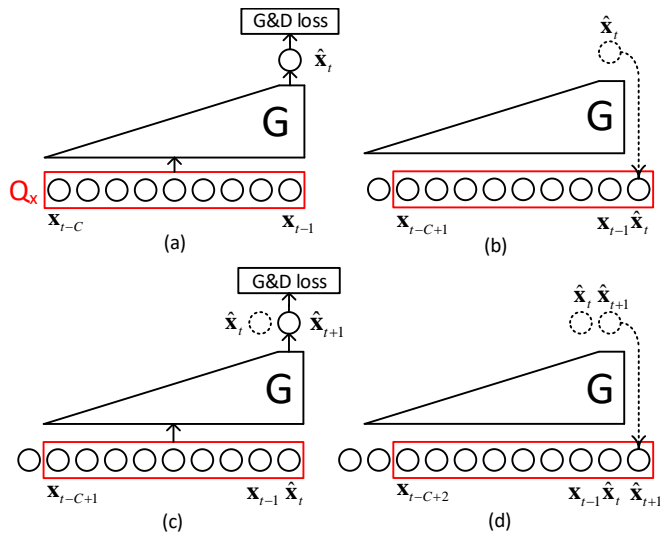 G&D loss
x̂_t
x̂_t
G
G
Q_x
x_{t-C} x_{t-1}
x_{t-C+1} x_{t-1} x̂_t
(a)
(b)
G&D loss
x̂_t x̂_{t+1}
x̂_t x̂_{t+1}
G
G
x_{t-C+1} x_{t-1} x̂_t
x_{t-C+2} x_{t-1} x̂_t x̂_{t+1}
(c)
(d)